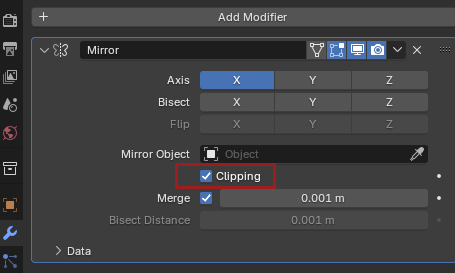 Add Modifier
Mirror
Axis X Y Z
Bisect X Y Z
Flip X Y Z
Mirror Object Object
Clipping
Merge 0.001 m
Bisect Distance 0.001 m
Data